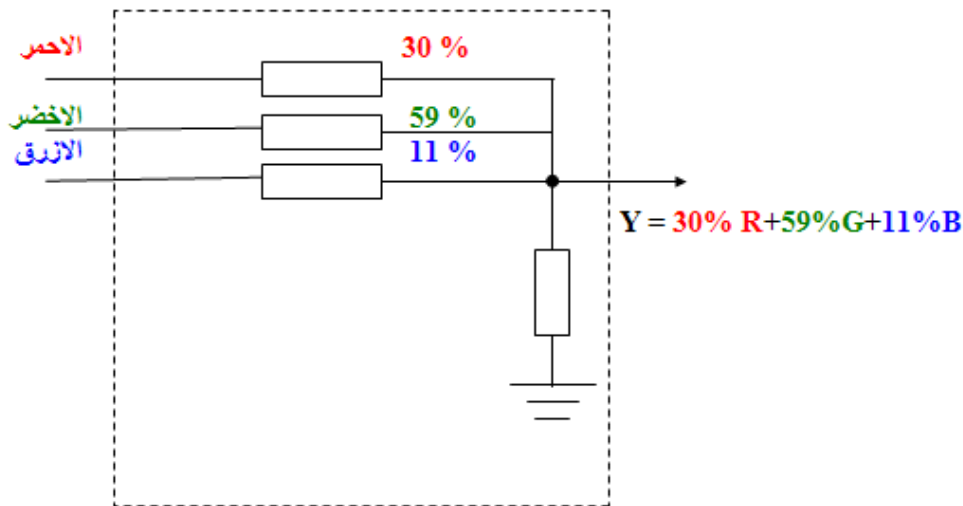 الاحمر
30 %
الاخضر
59 %
الازرق
11 %
Y = 30% R+59%G+11%B